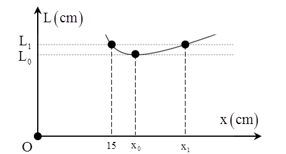 L (cm)
L₁
L₀
O
15
x₀
x₁
x (cm)